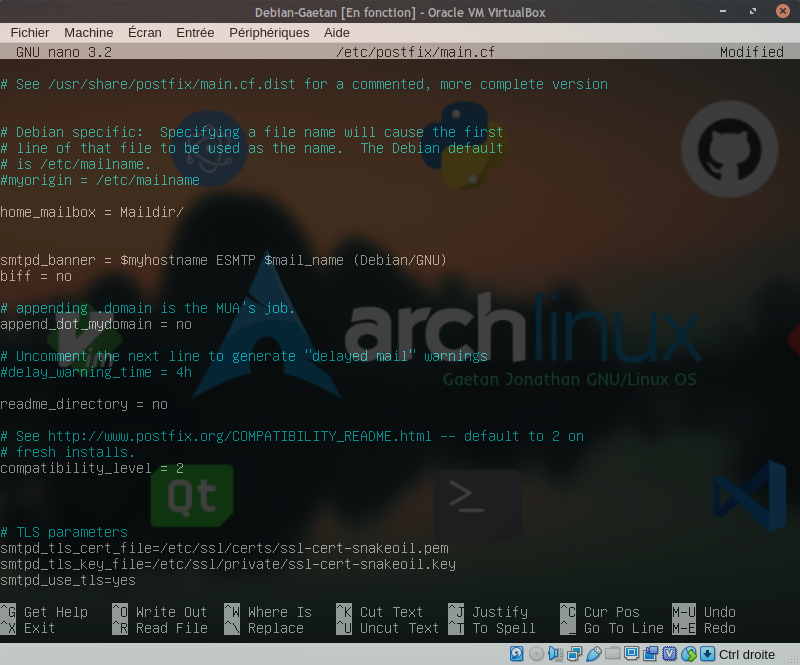 Debian-Gaetan [En fonction] - Oracle VM VirtualBox
Fichier Machine Écran Entrée Périphériques Aide
GNU nano 3.2 /etc/postfix/main.cf Modified
# See /usr/share/postfix/main.cf.dist for a commented, more complete version
# Debian specific:  Specifying a file name will cause the first
# line of that file to be used as the name.  The Debian default
# is /etc/mailname.
#myorigin = /etc/mailname
home_mailbox = Maildir/
smtpd_banner = $myhostname ESMTP $mail_name (Debian/GNU)
biff = no
# appending .domain is the MUA's job.
append_dot_mydomain = no
archlinux
# Uncomment the next line to generate "delayed mail" warnings
#delay_warning_time = 4h
Gaetan Jonathan GNU/Linux OS
readme_directory = no
# See http://www.postfix.org/COMPATIBILITY_README.html -- default to 2 on
# fresh installs.
compatibility_level = 2
Qt
# TLS parameters
smtpd_tls_cert_file=/etc/ssl/certs/ssl-cert-snakeoil.pem
smtpd_tls_key_file=/etc/ssl/private/ssl-cert-snakeoil.key
smtpd_use_tls=yes
^G Get Help ^O Write Out ^W Where Is ^K Cut Text ^J Justify ^C Cur Pos M-U Undo
^X Exit ^R Read File ^\ Replace ^U Uncut Text ^T To Spell ^_ Go To Line M-E Redo
Ctrl droite